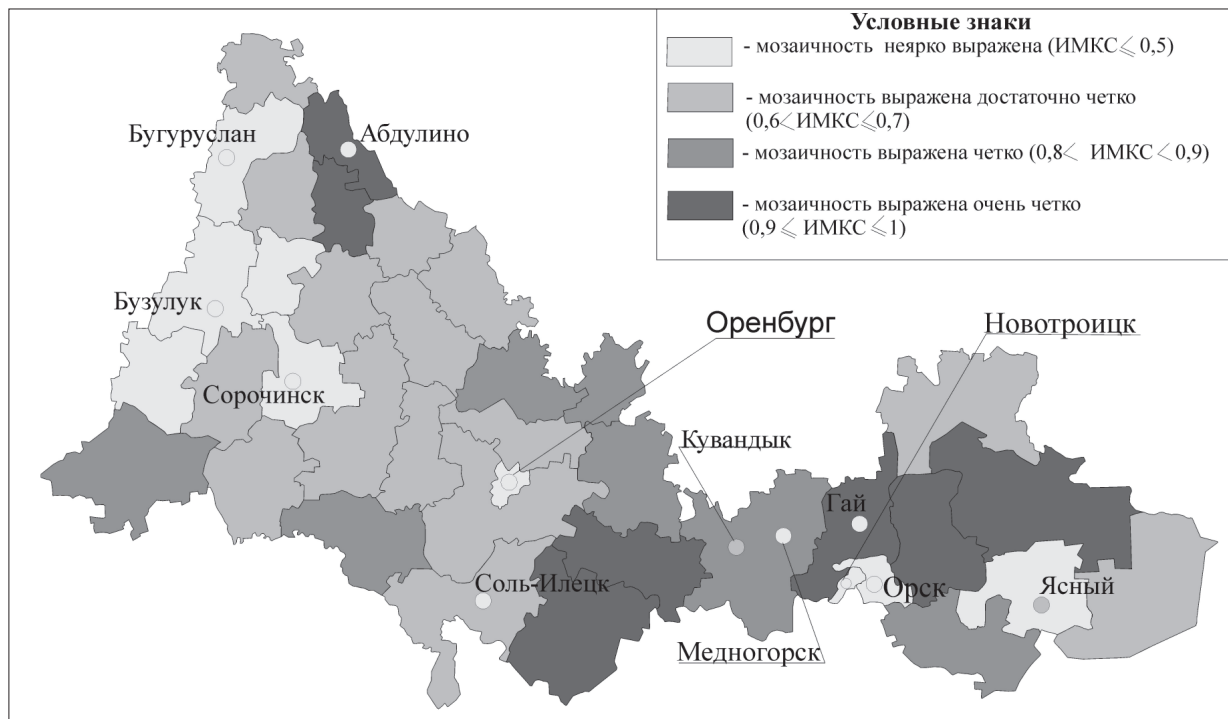 Условные знаки
- мозаичность неярко выражена (ИМКС⩽0,5)
- мозаичность выражена достаточно четко
(0,6<ИМКС⩽0,7)
- мозаичность выражена четко (0,8< ИМКС<0,9)
- мозаичность выражена очень четко
(0,9⩽ ИМКС⩽1)
Бугуруслан
Абдулино
Бузулук
Оренбург
Новотроицк
Сорочинск
Кувандык
Гай
Соль-Илецк
Орск
Ясный
Медногорск